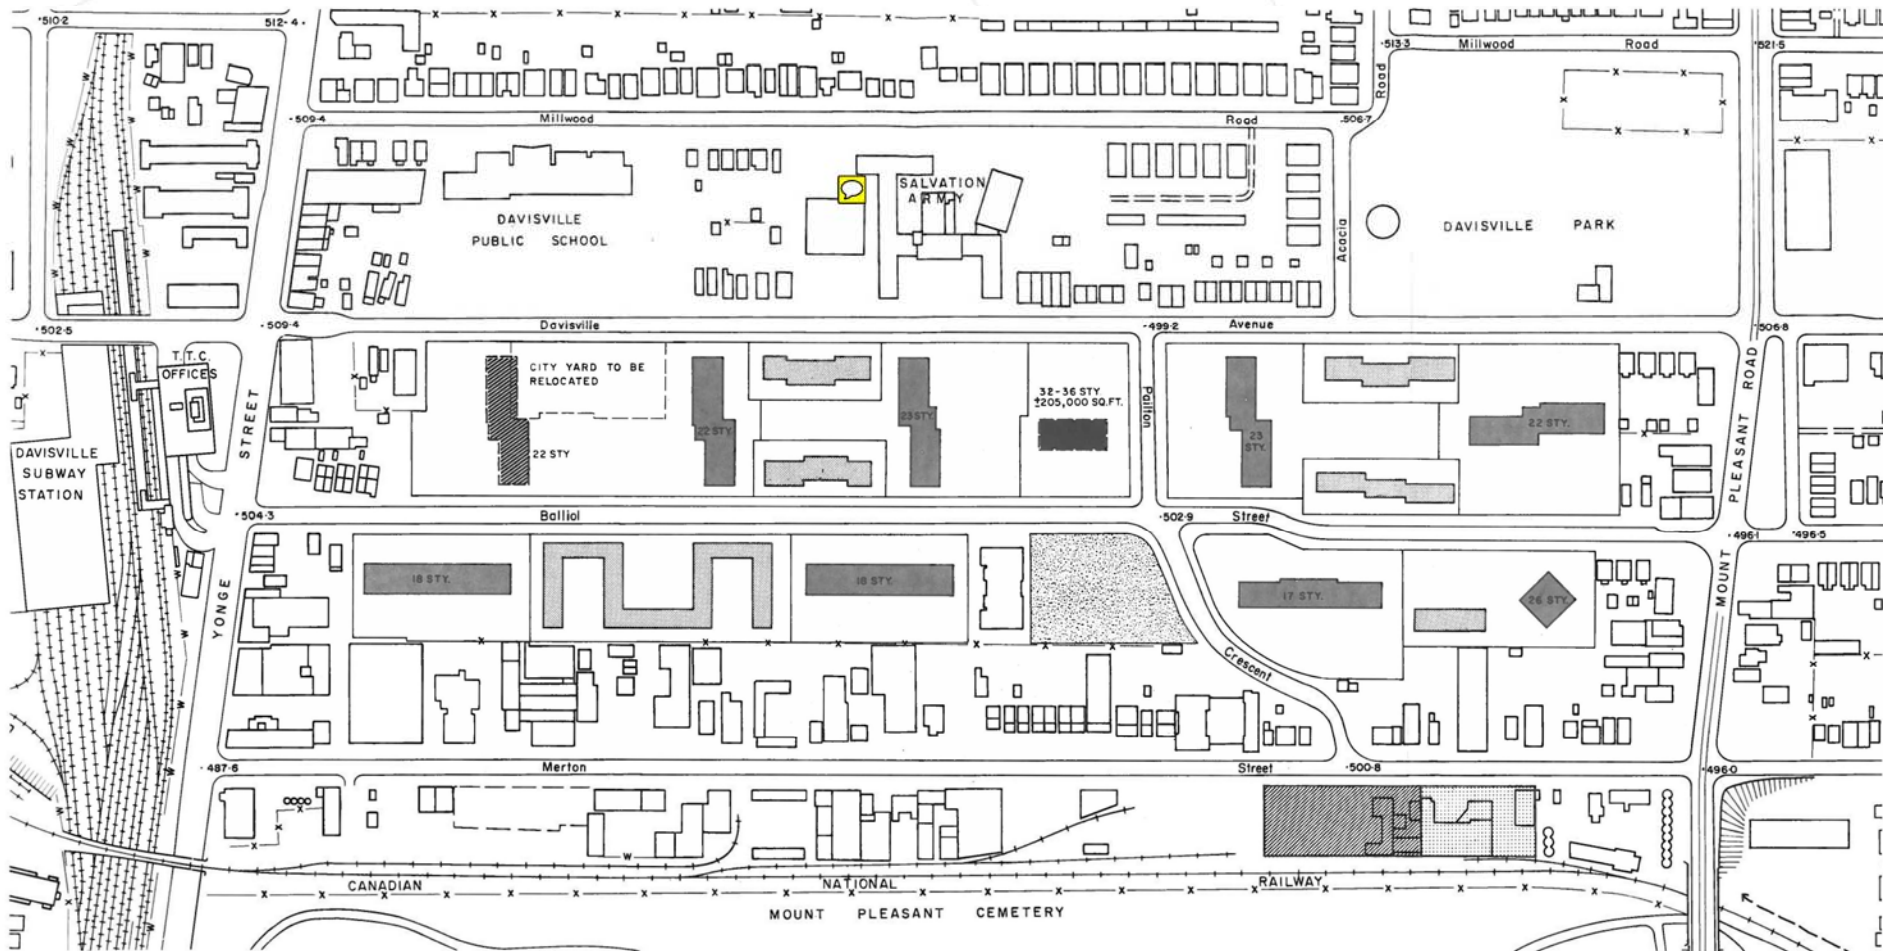 ·510·2
512·4·
·513·3
Millwood
Road
·521·5
Road
·509·4
Millwood
Road
·506·7
SALVATION
ARMY
DAVISVILLE
PUBLIC SCHOOL
Acacia
DAVISVILLE PARK
·502·5
·509·4
Davisville
·499·2
Avenue
·506·8
T.T.C.
OFFICES
CITY YARD TO BE
RELOCATED
32-36 STY
±205,000 SQ.FT.
Pailton
22 STY.
23 STY.
23
STY.
22 STY.
22 STY
DAVISVILLE
SUBWAY
STATION
STREET
PLEASANT ROAD
·504·3
Balliol
·502·9
Street
·496·1
·496·5
18 STY.
18 STY.
17 STY.
26 STY.
YONGE
MOUNT
Crescent
·487·6
Merton
Street
·500·8
·496·0
CANADIAN
NATIONAL
RAILWAY
MOUNT PLEASANT CEMETERY